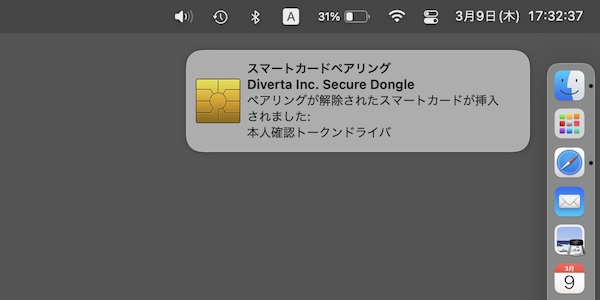 A 31% 3月9日(木) 17:32:37
スマートカードペアリング
Diverta Inc. Secure Dongle
ペアリングが解除されたスマートカードが挿入
されました:
本人確認トークンドライバ
3月
9